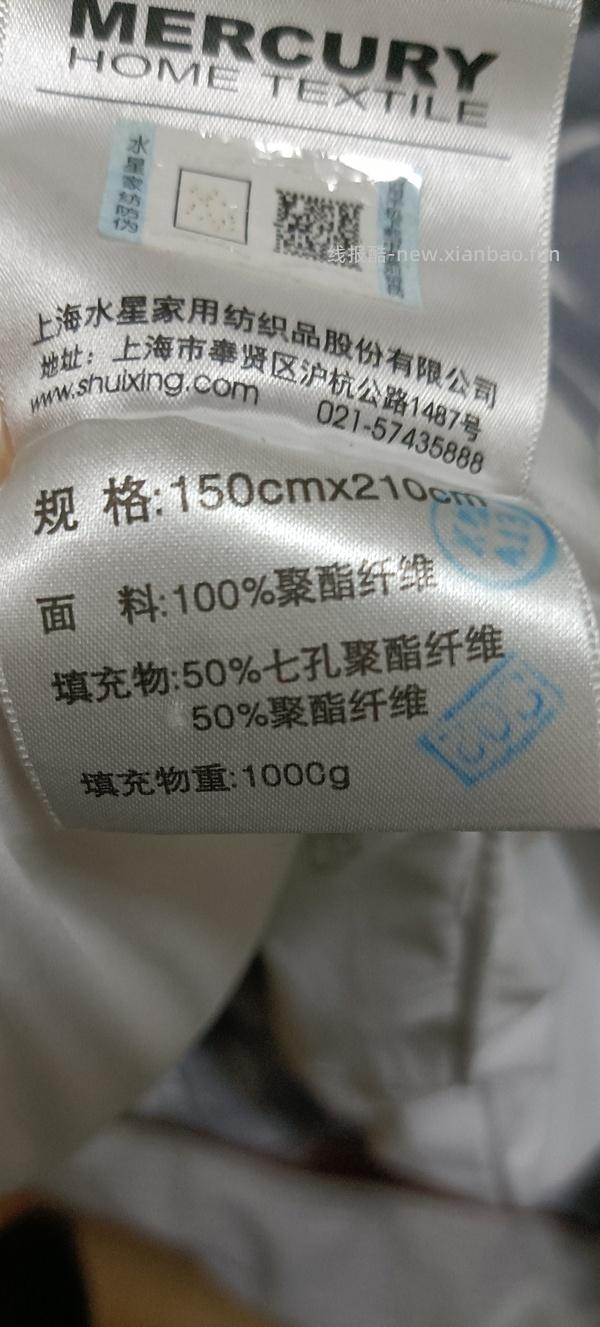 MERCURY
HOME TEXTILE
水星家纺防伪
线报酷-new.xianbao.fun
上海水星家用纺织品股份有限公司
地址：上海市奉贤区沪杭公路1487号
www.shuixing.com 021-57435888
规 格:150cmx210cm
面 料:100%聚酯纤维
填充物:50%七孔聚酯纤维
50%聚酯纤维
填充物重:1000g